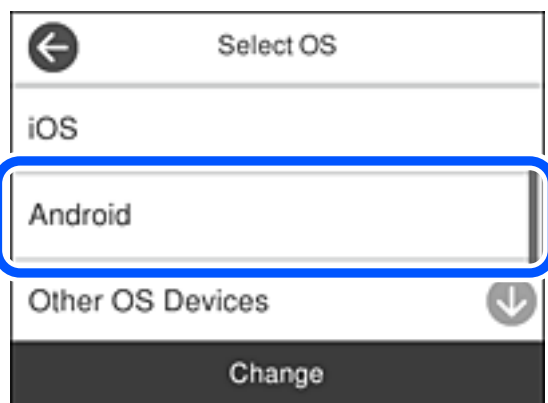 Select OS
iOS
Android
Other OS Devices
Change